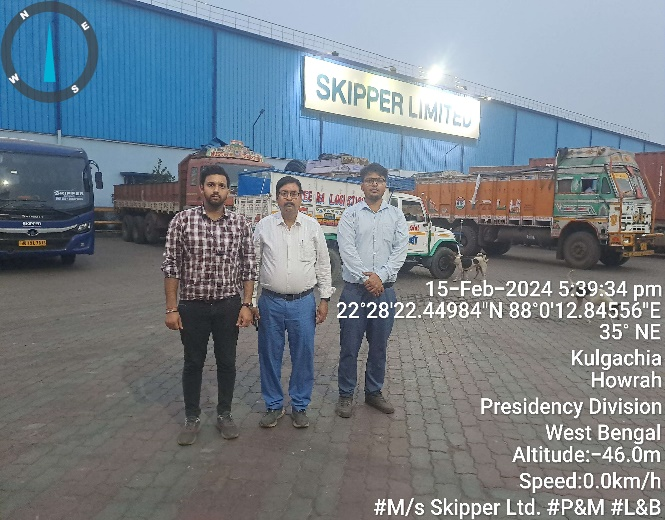 N
E
W
S
SKIPPER LIMITED
SKIPPER
15-Feb-2024 5:39:34 pm
22°28'22.44984"N 88°0'12.84556"E
35° NE
Kulgachia
Howrah
Presidency Division
West Bengal
Altitude:-46.0m
Speed:0.0km/h
#M/s Skipper Ltd. #P&M #L&B